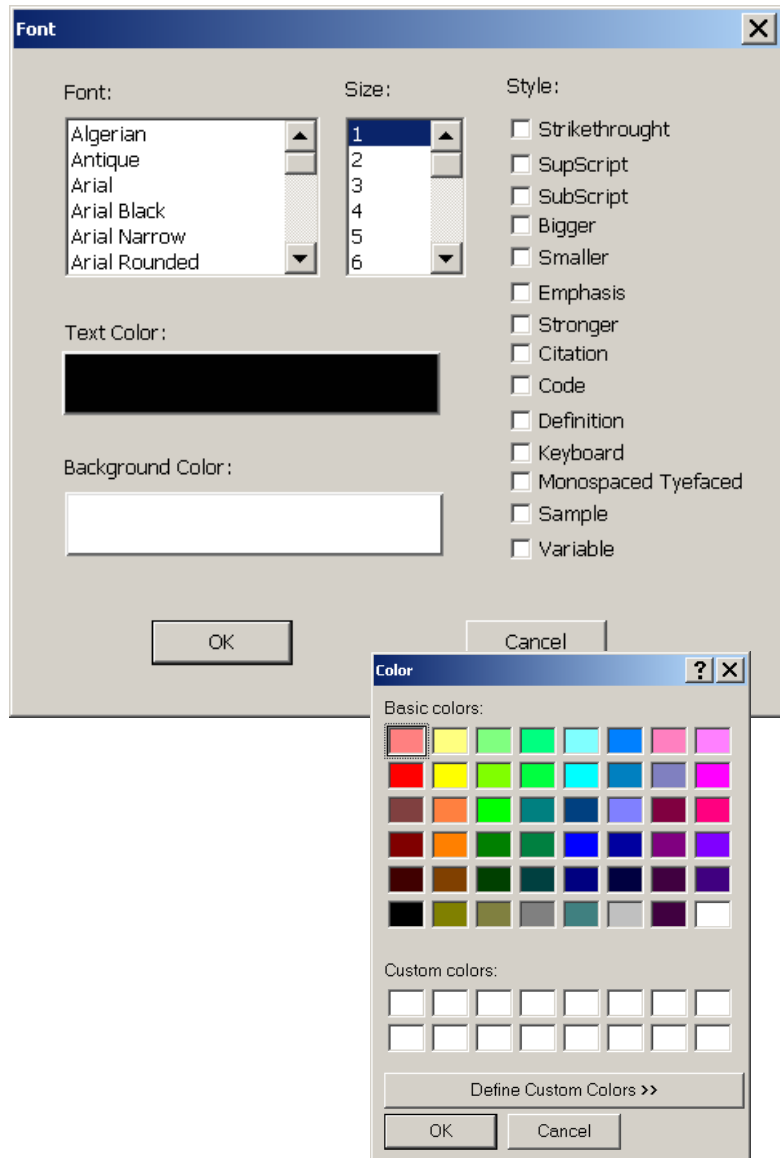 Font
Font:
Algerian
Antique
Arial
Arial Black
Arial Narrow
Arial Rounded
Size:
1
2
3
4
5
6
Style:
Strikethrought
SupScript
SubScript
Bigger
Smaller
Emphasis
Stronger
Citation
Code
Definition
Keyboard
Monospaced Tyefaced
Sample
Variable
Text Color:
Background Color:
OK
Cancel
Color
?
Basic colors:
Custom colors:
Define Custom Colors >>
OK
Cancel